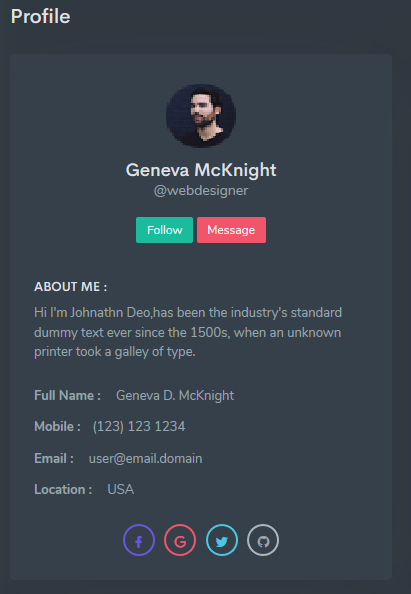 Profile
Geneva McKnight
@webdesigner
Follow Message
ABOUT ME :
Hi I'm Johnathn Deo,has been the industry's standard
dummy text ever since the 1500s, when an unknown
printer took a galley of type.
Full Name : Geneva D. McKnight
Mobile : (123) 123 1234
Email : user@email.domain
Location : USA